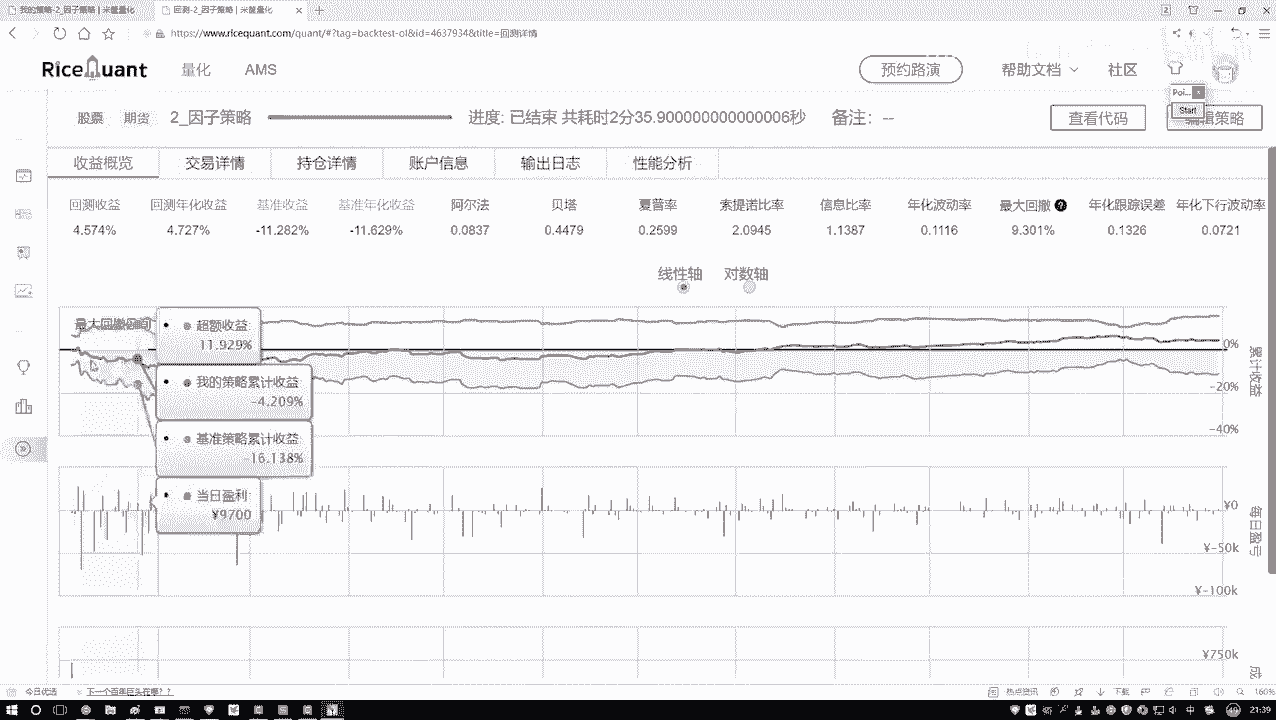 我的策略-2_因子策略 | 米筐量化
回测-2_因子策略 | 米筐量化
https://www.ricequant.com/quant/#?tag=backtest-ol&id=4637934&title=回测详情
RiceQuant 量化 AMS 预约路演 帮助文档 社区
Poi...
Start
股票 期货 2_因子策略 进度: 已结束 共耗时2分35.900000000000006秒 备注: -- 查看代码 编辑策略
收益概览 交易详情 持仓详情 账户信息 输出日志 性能分析
回测收益 回测年化收益 基准收益 基准年化收益 阿尔法 贝塔 夏普率 索提诺比率 信息比率 年化波动率 最大回撤 年化跟踪误差 年化下行波动率
4.574% 4.727% -11.282% -11.629% 0.0837 0.4479 0.2599 2.0945 1.1387 0.1116 9.301% 0.1326 0.0721
线性轴 对数轴
最大回撤区间
超额收益
11.929%
我的策略累计收益
-4.209%
基准策略累计收益
-16.138%
当日盈利
¥9700
0%
-20%
-40%
累计收益
¥0
¥-50k
¥-100k
每日盈亏
¥750k
今日优选 下一个百年巨头在哪？？
热点资讯 下载 160%
中 21:39